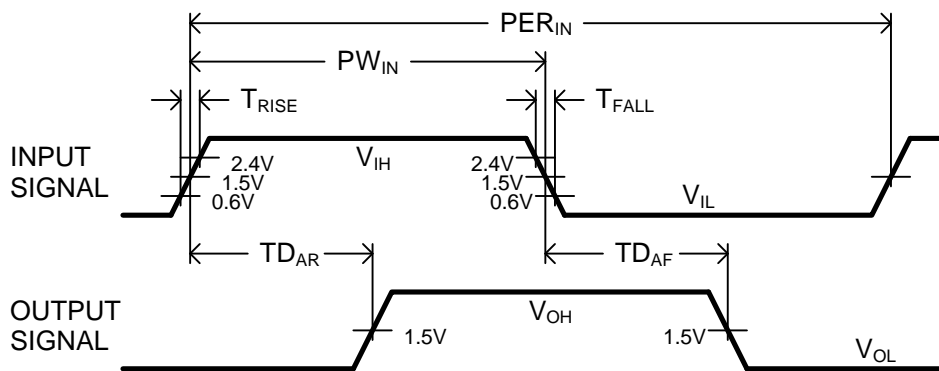 PER_IN
PW_IN
T_RISE
T_FALL
INPUT
SIGNAL
V_IH
2.4V
1.5V
0.6V
2.4V
1.5V
0.6V
V_IL
TD_AR
TD_AF
OUTPUT
SIGNAL
V_OH
1.5V
1.5V
V_OL